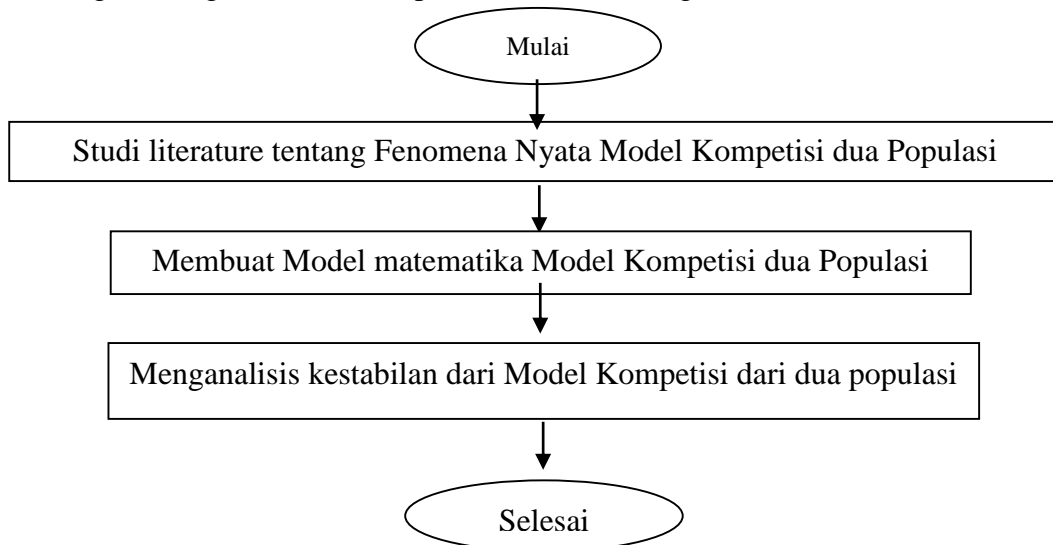 Mulai
Studi literature tentang Fenomena Nyata Model Kompetisi dua Populasi
Membuat Model matematika Model Kompetisi dua Populasi
Menganalisis kestabilan dari Model Kompetisi dari dua populasi
Selesai